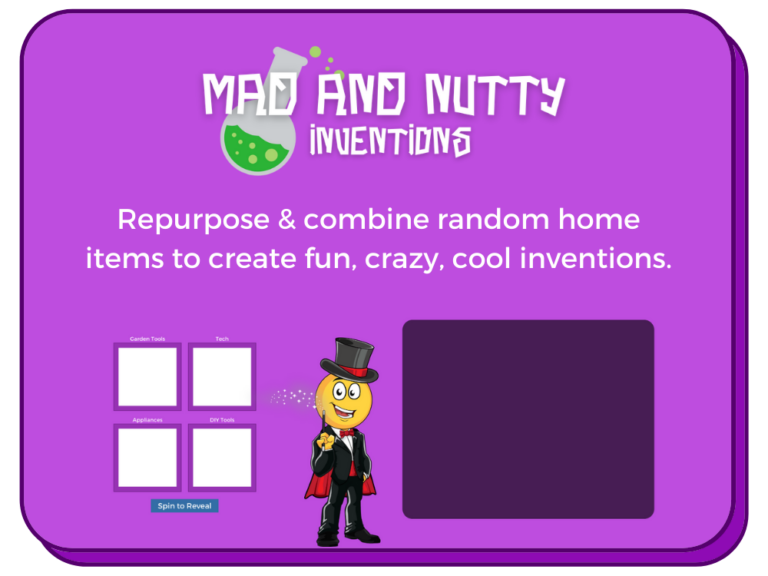 MAD AND NUTTY
INVENTIONS
Repurpose & combine random home
items to create fun, crazy, cool inventions.
Garden Tools
Tech
Appliances
DIY Tools
Spin to Reveal